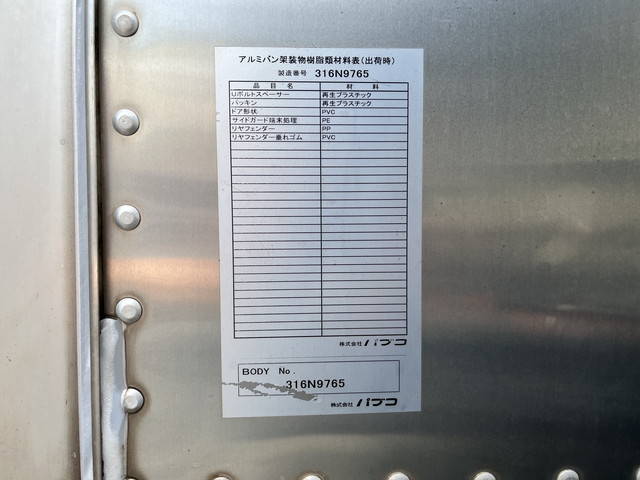 アルミバン架装物樹脂類材料表(出荷時)
製造番号 316N9765
品目名 材料
Uボルトスペーサー 再生プラスチック
パッキン 再生プラスチック
ドア形状 PVC
サイドガード端末処理 PE
リヤフェンダー PP
リヤフェンダー垂れゴム PVC
株式会社 パブコ
BODY No.
316N9765
株式会社 パブコ